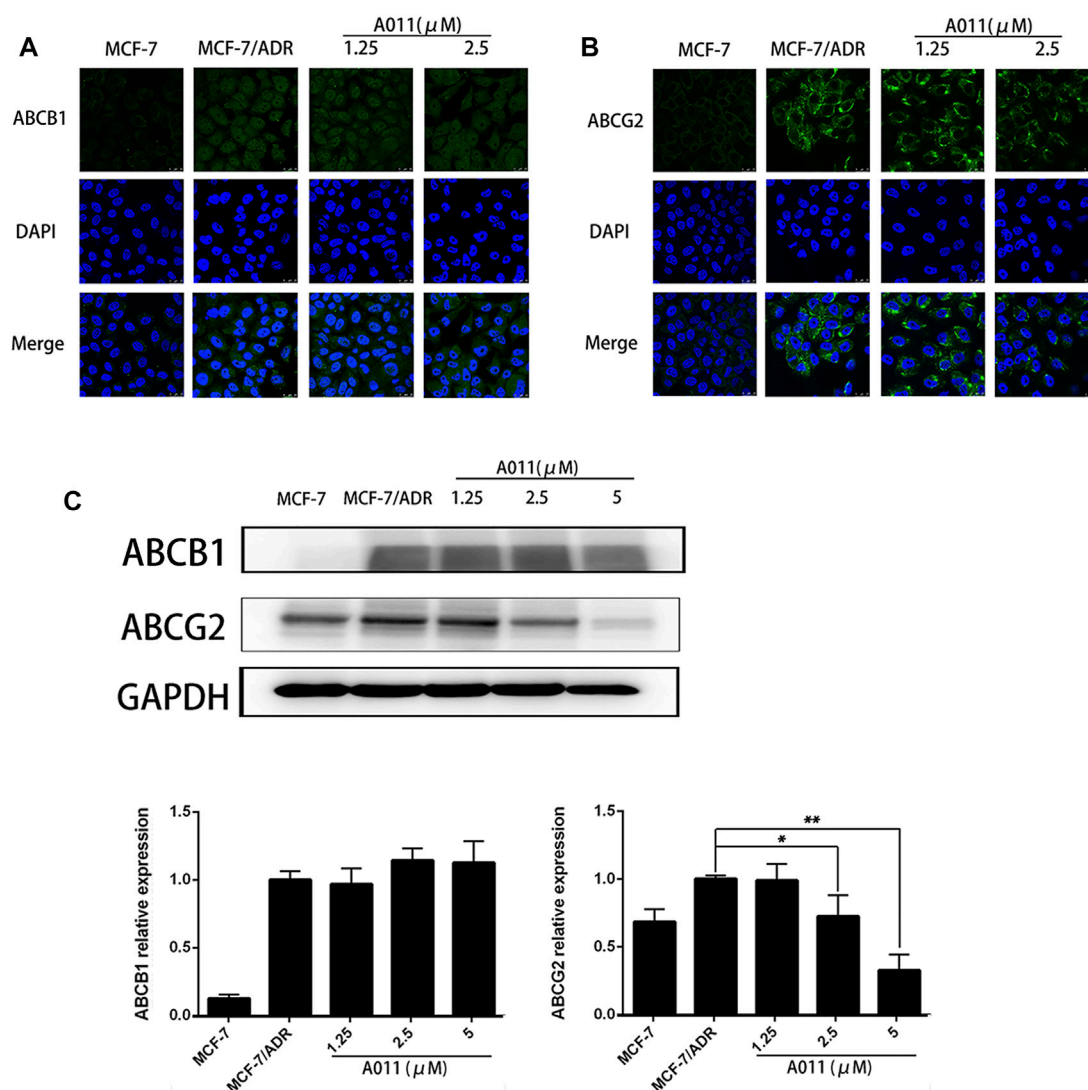 A
MCF-7 MCF-7/ADR A011(μM)
1.25 2.5
ABCB1
DAPI
Merge
B
MCF-7 MCF-7/ADR A011(μM)
1.25 2.5
ABCG2
DAPI
Merge
C
A011(μM)
MCF-7 MCF-7/ADR 1.25 2.5 5
ABCB1
ABCG2
GAPDH
ABCB1 relative expression
1.5
1.0
0.5
0.0
MCF-7 MCF-7/ADR 1.25 2.5 5
A011(μM)
ABCG2 relative expression
1.5
1.0
0.5
0.0
**
*
MCF-7 MCF-7/ADR 1.25 2.5 5
A011(μM)